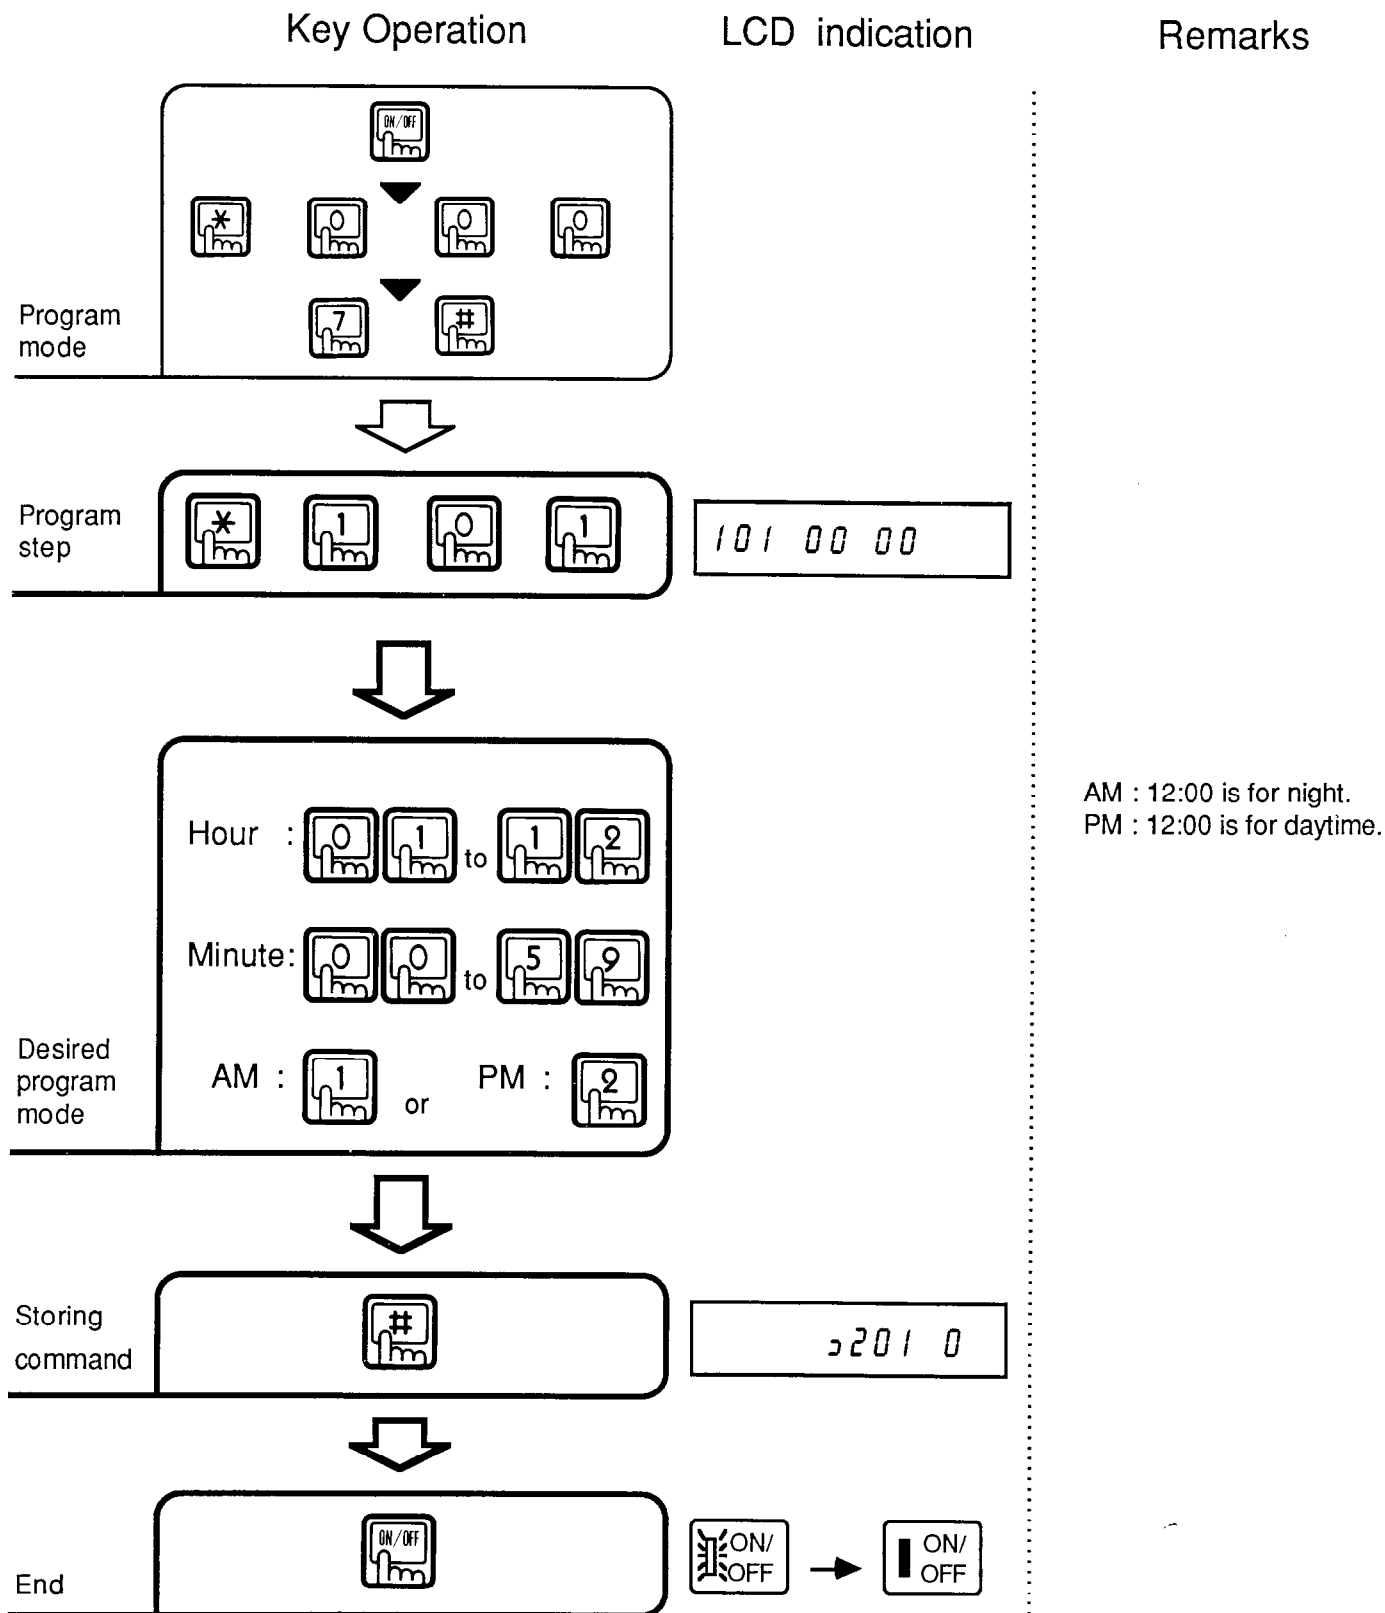 Key Operation LCD indication Remarks
ON/OFF
* 0 0 0
Program
mode
7 #
Program
step
* 1 0 1
101 00 00
Hour : 0 1 to 1 2
AM : 12:00 is for night.
PM : 12:00 is for daytime.
Minute: 0 0 to 5 9
Desired
program
mode
AM : 1 or PM : 2
Storing
command
#
ɔ201 0
End
ON/OFF
ON/
OFF
ON/
OFF